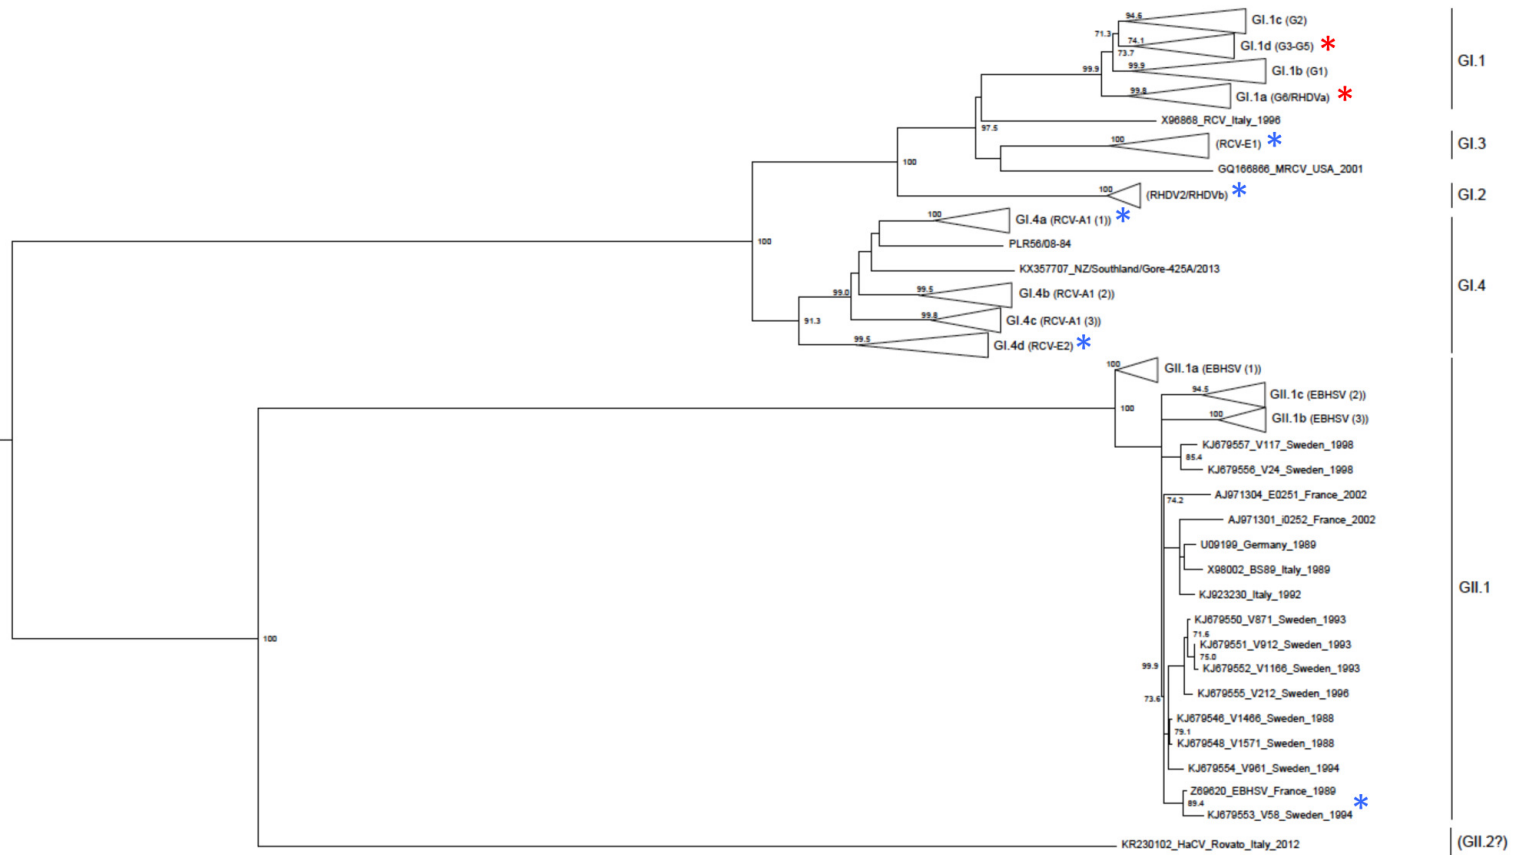 94.6
GI.1c (G2)
71.3
74.1
GI.1d (G3-G5) *
73.7
GI.1
99.9
99.9
GI.1b (G1)
99.8
GI.1a (G6/RHDVa) *
X96868_RCV_Italy_1996
97.5
100
(RCV-E1) *
GI.3
100
GQ166866_MRCV_USA_2001
100
(RHDV2/RHDVb) *
GI.2
100
GI.4a (RCV-A1 (1)) *
100
PLR56/08-84
KX357707_NZ/Southland/Gore-425A/2013
GI.4
99.0
99.5
GI.4b (RCV-A1 (2))
91.3
99.8
GI.4c (RCV-A1 (3))
99.5
GI.4d (RCV-E2) *
100
GII.1a (EBHSV (1))
94.5
GII.1c (EBHSV (2))
100
100
GII.1b (EBHSV (3))
KJ679557_V117_Sweden_1998
85.4
KJ679556_V24_Sweden_1998
AJ971304_E0251_France_2002
74.2
AJ971301_i0252_France_2002
U09199_Germany_1989
X98002_BS89_Italy_1989
GII.1
KJ923230_Italy_1992
KJ679550_V871_Sweden_1993
71.6
100
KJ679551_V912_Sweden_1993
75.0
99.9
KJ679552_V1166_Sweden_1993
KJ679555_V212_Sweden_1996
73.6
KJ679546_V1466_Sweden_1988
79.1
KJ679548_V1571_Sweden_1988
KJ679554_V961_Sweden_1994
Z69620_EBHSV_France_1989
89.4
*
KJ679553_V58_Sweden_1994
KR230102_HaCV_Rovato_Italy_2012
(GII.2?)